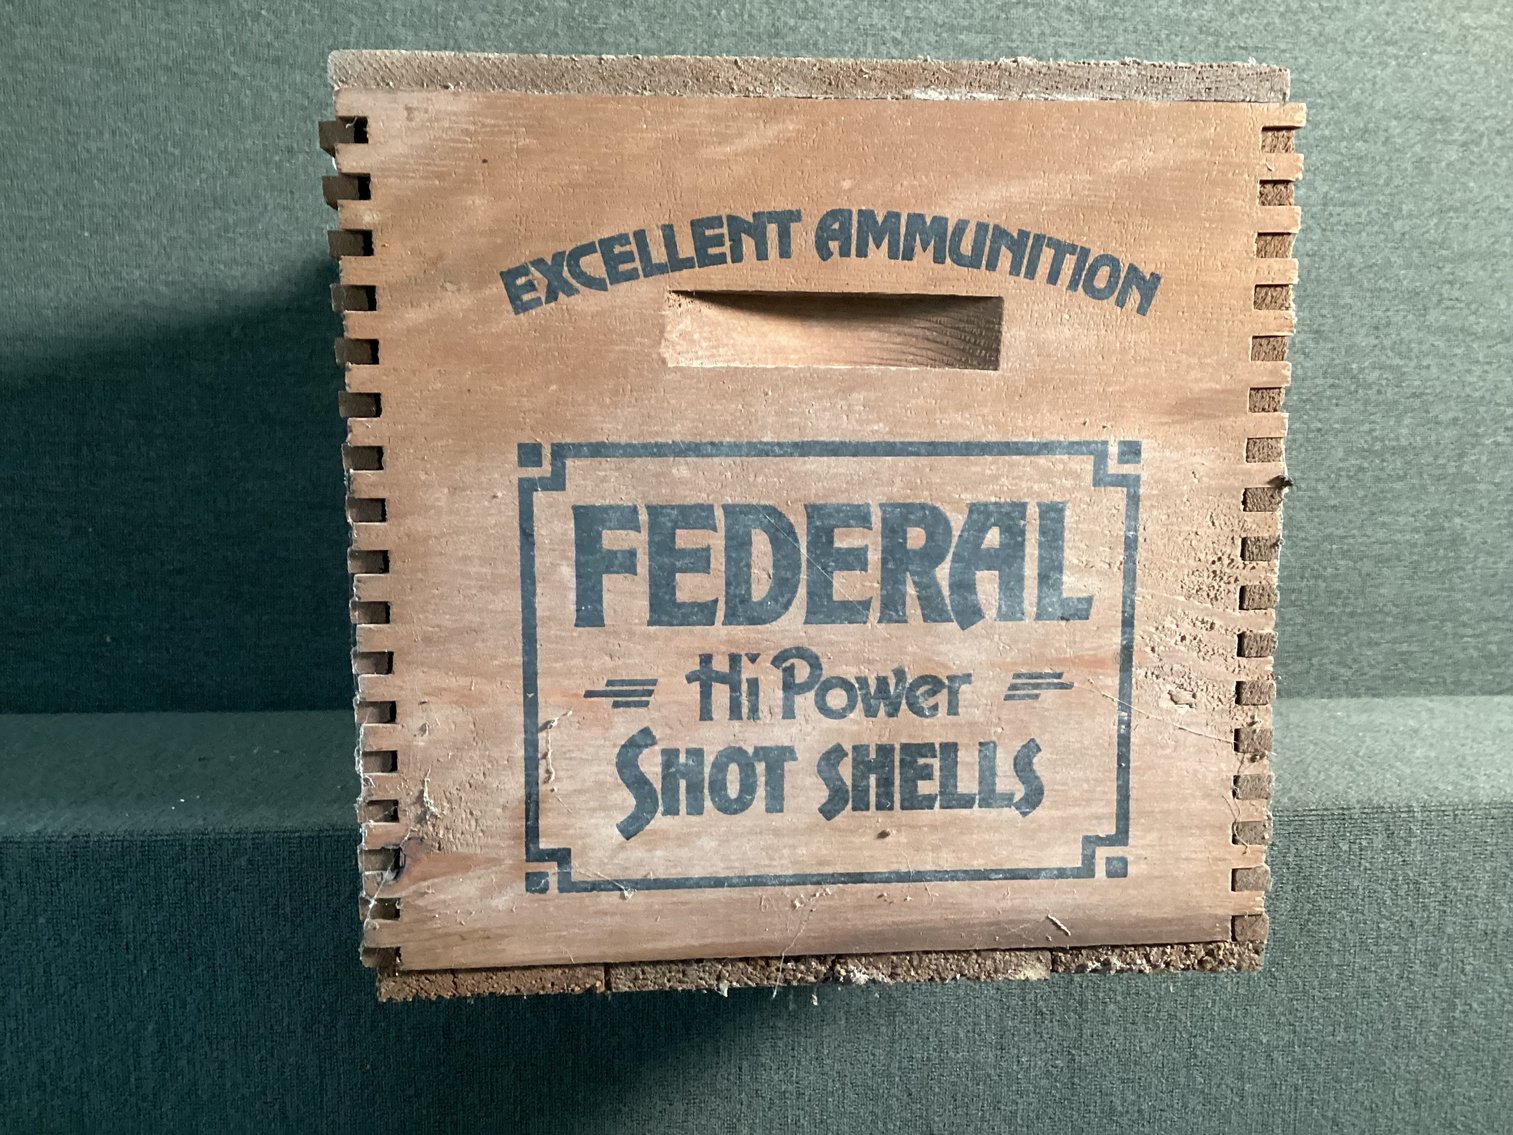 EXCELLENT AMMUNITION
FEDERAL
Hi Power
SHOT SHELLS